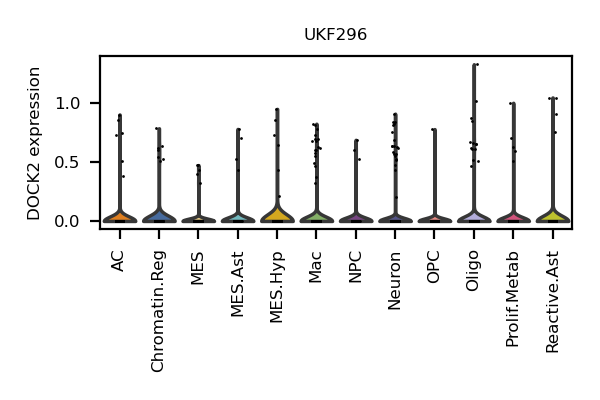 UKF296
DOCK2 expression
1.0
0.5
0.0
AC
Chromatin.Reg
MES
MES.Ast
MES.Hyp
Mac
NPC
Neuron
OPC
Oligo
Prolif.Metab
Reactive.Ast